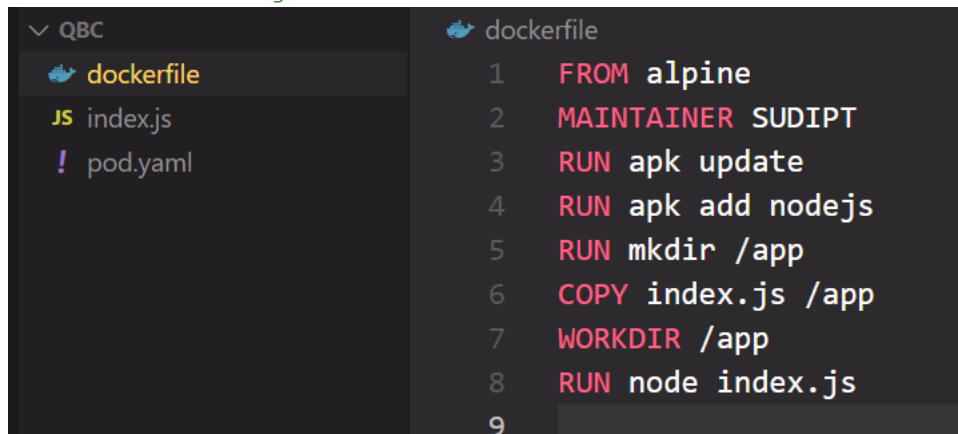 QBC
dockerfile
JS index.js
! pod.yaml
dockerfile
1 FROM alpine
2 MAINTAINER SUDIPT
3 RUN apk update
4 RUN apk add nodejs
5 RUN mkdir /app
6 COPY index.js /app
7 WORKDIR /app
8 RUN node index.js
9